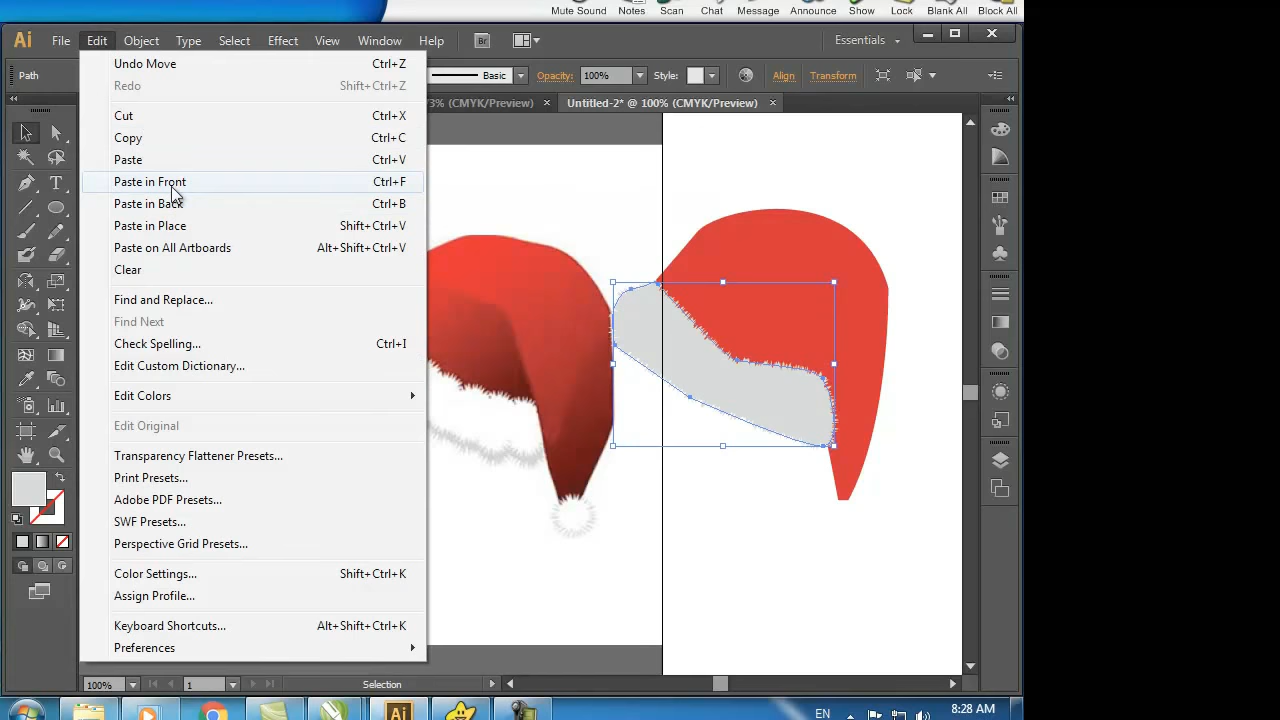 Mute Sound Notes Scan Chat Message Announce Show Lock Blank All Block All
Ai File Edit Object Type Select Effect View Window Help Br Essentials
Path Basic Opacity: 100% Style: Align Transform
73% (CMYK/Preview) × Untitled-2* @ 100% (CMYK/Preview) ×
Undo Move Ctrl+Z
Redo Shift+Ctrl+Z
Cut Ctrl+X
Copy Ctrl+C
Paste Ctrl+V
Paste in Front Ctrl+F
Paste in Back Ctrl+B
Paste in Place Shift+Ctrl+V
Paste on All Artboards Alt+Shift+Ctrl+V
Clear
Find and Replace...
Find Next
Check Spelling... Ctrl+I
Edit Custom Dictionary...
Edit Colors
Edit Original
Transparency Flattener Presets...
Print Presets...
Adobe PDF Presets...
SWF Presets...
Perspective Grid Presets...
Color Settings... Shift+Ctrl+K
Assign Profile...
Keyboard Shortcuts... Alt+Shift+Ctrl+K
Preferences
100% 1 Selection
Ai EN 8:28 AM